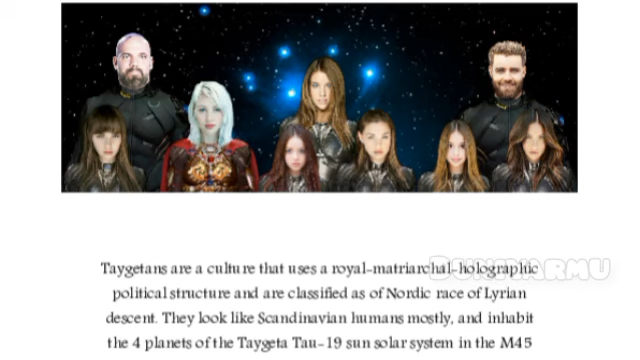 DUNIYARMU
Taygetans are a culture that uses a royal-matriarchal-holographic
political structure and are classified as of Nordic race of Lyrian
descent. They look like Scandinavian humans mostly, and inhabit
the 4 planets of the Taygeta Tau-19 sun solar system in the M45